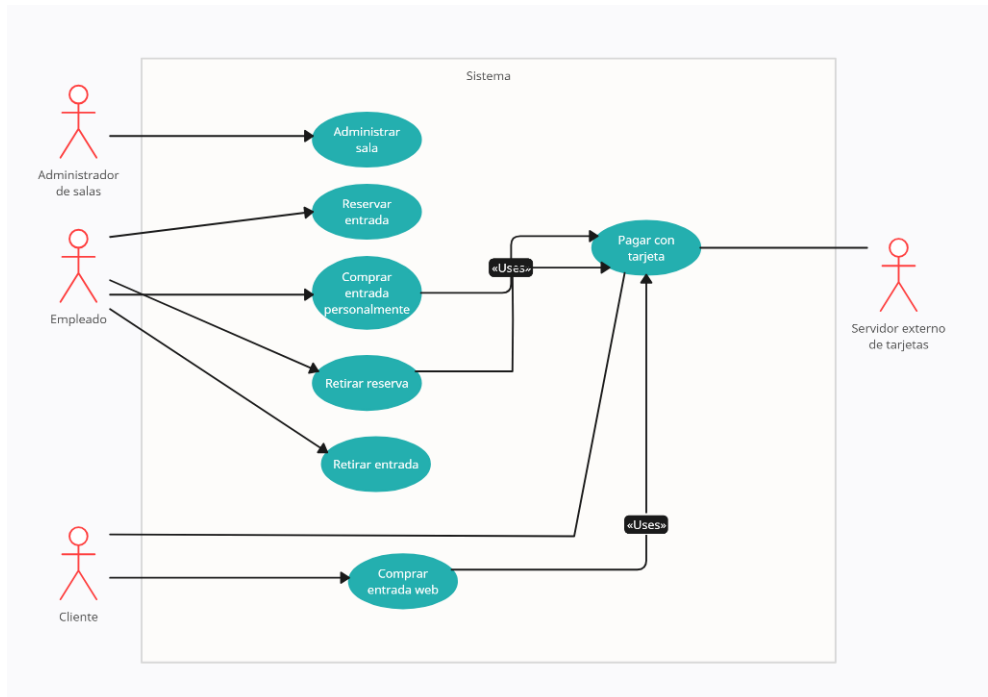 Sistema
Administrador
de salas
Administrar
sala
Reservar
entrada
Empleado
Comprar
entrada
personalmente
«Uses»
Pagar con
tarjeta
Servidor externo
de tarjetas
Retirar reserva
Retirar entrada
«Uses»
Cliente
Comprar
entrada web